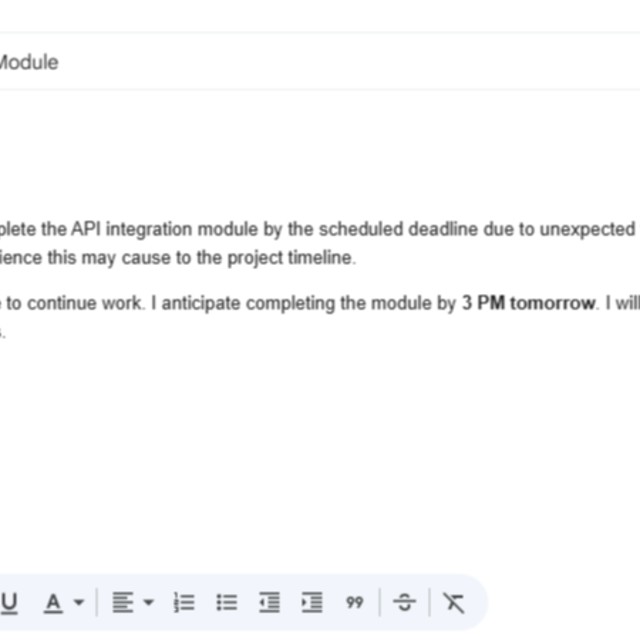 Module
plete the API integration module by the scheduled deadline due to unexpected
ience this may cause to the project timeline.
e to continue work. I anticipate completing the module by 3 PM tomorrow. I will
s.
U A